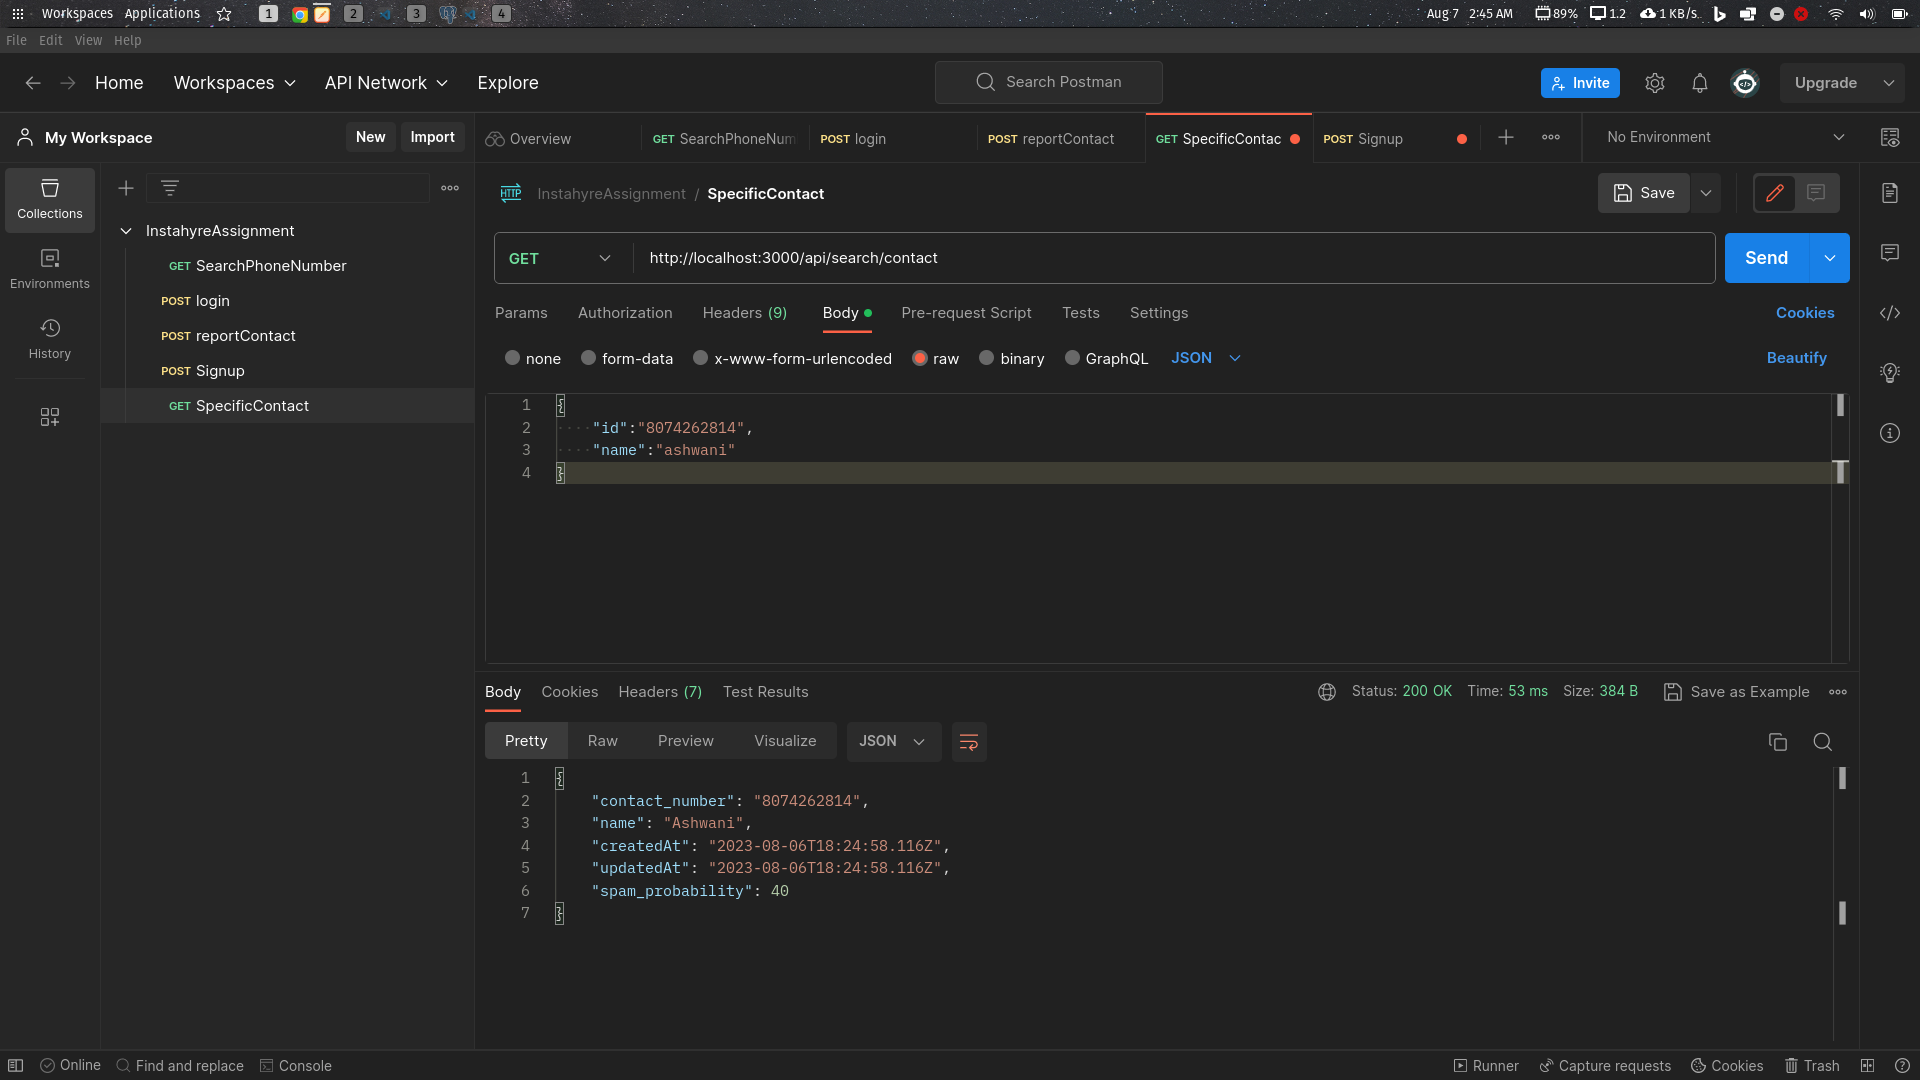 Workspaces Applications 1 2 3 4 Aug 7 2:45 AM 89% 1.2 1 KB/s
File Edit View Help
Home Workspaces API Network Explore Search Postman Invite Upgrade
My Workspace New Import Overview GET SearchPhoneNum POST login POST reportContact GET SpecificContac POST Signup No Environment
InstahyreAssignment / SpecificContact Save
Collections
InstahyreAssignment
GET SearchPhoneNumber
POST login
POST reportContact
POST Signup
GET SpecificContact
Environments
History
GET http://localhost:3000/api/search/contact Send
Params Authorization Headers (9) Body Pre-request Script Tests Settings Cookies
none form-data x-www-form-urlencoded raw binary GraphQL JSON Beautify
1 {
2 "id":"8074262814",
3 "name":"ashwani"
4 }
Body Cookies Headers (7) Test Results Status: 200 OK Time: 53 ms Size: 384 B Save as Example
Pretty Raw Preview Visualize JSON
1 {
2 "contact_number": "8074262814",
3 "name": "Ashwani",
4 "createdAt": "2023-08-06T18:24:58.116Z",
5 "updatedAt": "2023-08-06T18:24:58.116Z",
6 "spam_probability": 40
7 }
Online Find and replace Console Runner Capture requests Cookies Trash